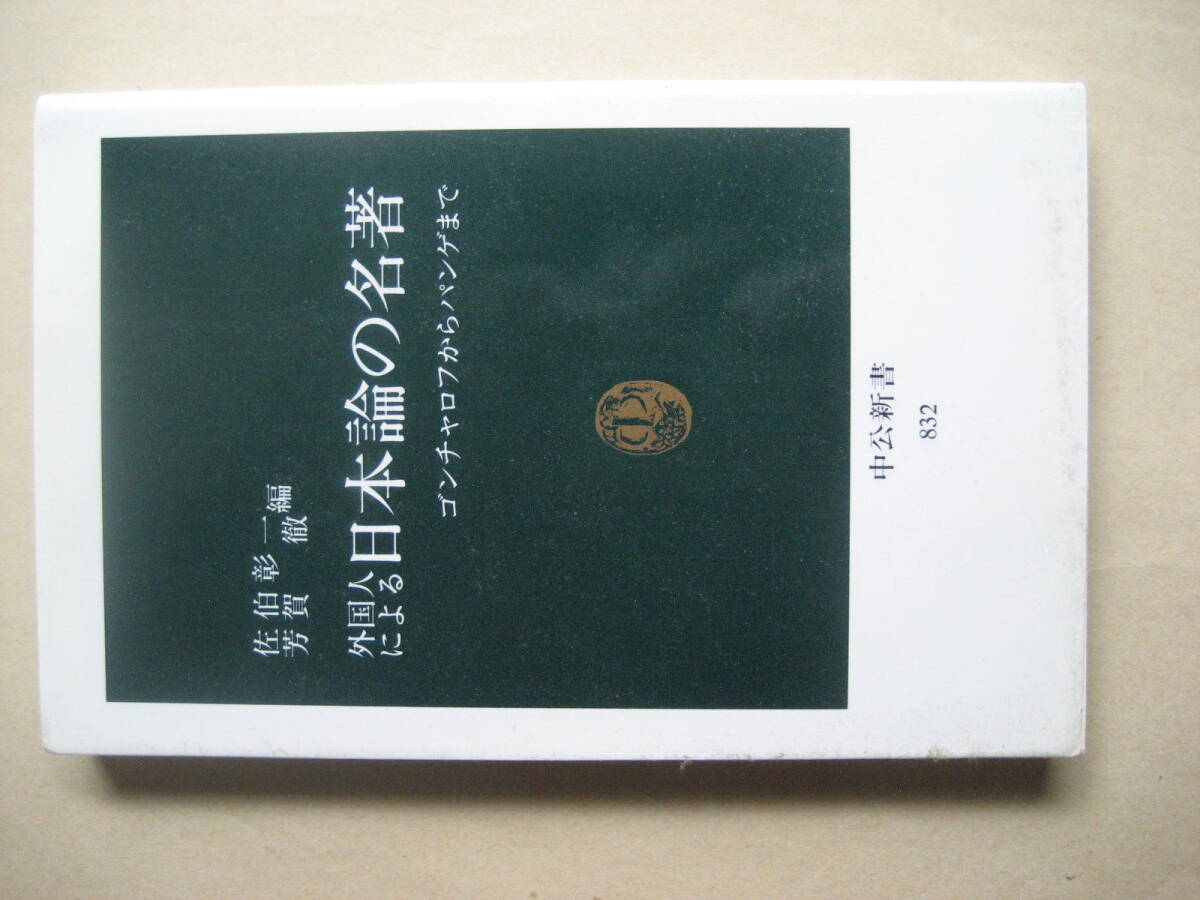 佐伯彰一
芳賀 徹 編
外国人
による
日本論の名著
ゴンチャロフからパンゲまで
中公新書
832